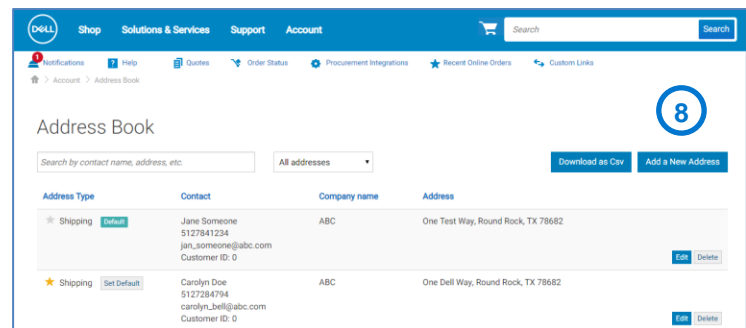 DELL Shop Solutions & Services Support Account Search Search
1 Notifications ? Help Quotes Order Status Procurement Integrations Recent Online Orders Custom Links
> Account > Address Book
8
Address Book
Search by contact name, address, etc. All addresses Download as Csv Add a New Address
Address Type Contact Company name Address
Shipping Default Jane Someone ABC One Test Way, Round Rock, TX 78682
5127841234
jan_someone@abc.com
Customer ID: 0
Edit Delete
Shipping Set Default Carolyn Doe ABC One Dell Way, Round Rock, TX 78682
5127284794
carolyn_bell@abc.com
Customer ID: 0
Edit Delete